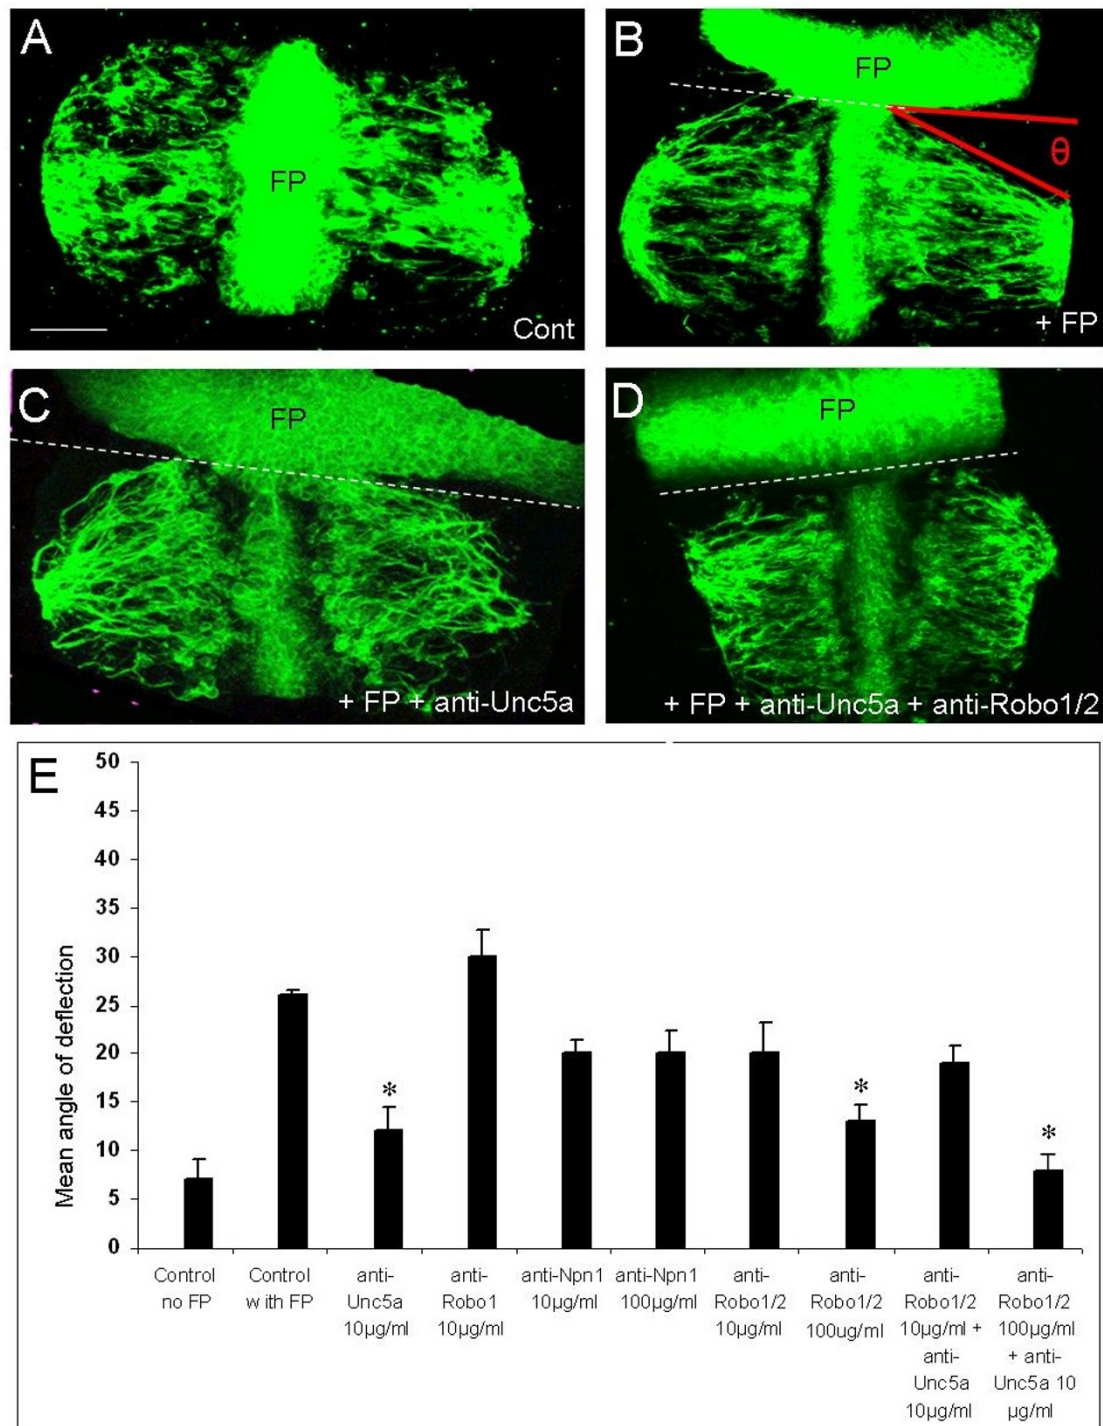 A
FP
Cont
B
FP
θ
+ FP
C
FP
+ FP + anti-Unc5a
D
FP
+ FP + anti-Unc5a + anti-Robo1/2
E
Mean angle of deflection
50
45
40
35
30
25
20
15
10
5
0
*
*
*
Control
no FP
Control
with FP
anti-
Unc5a
10µg/ml
anti-
Robo1
10µg/ml
anti-Npn1
10µg/ml
anti-Npn1
100µg/ml
anti-
Robo1/2
10µg/ml
anti-
Robo1/2
100ug/ml
anti-
Robo1/2
10µg/ml +
anti-
Unc5a
10µg/ml
anti-
Robo1/2
100µg/ml
+ anti-
Unc5a 10
µg/ml